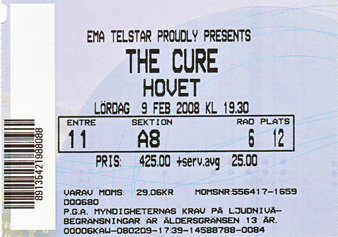 EMA TELSTAR PROUDLY PRESENTS
THE CURE
HOVET
LÖRDAG 9 FEB 2008 KL 19.30
ENTRE SEKTION RAD PLATS
11 A8 6 12
PRIS: 425.00 +serv.avg 25.00
VARAV MOMS: 29.06KR MOMSNR:556417-1659
DQQ680
P.G.A. MYNDIGHETERNAS KRAV PÅ LJUDNIVÅ-
BEGRÄNSNINGAR ÄR ÅLDERSGRÄNSEN 13 ÅR.
00006KAW-080209-17:39-14588788-0084
89135421988088